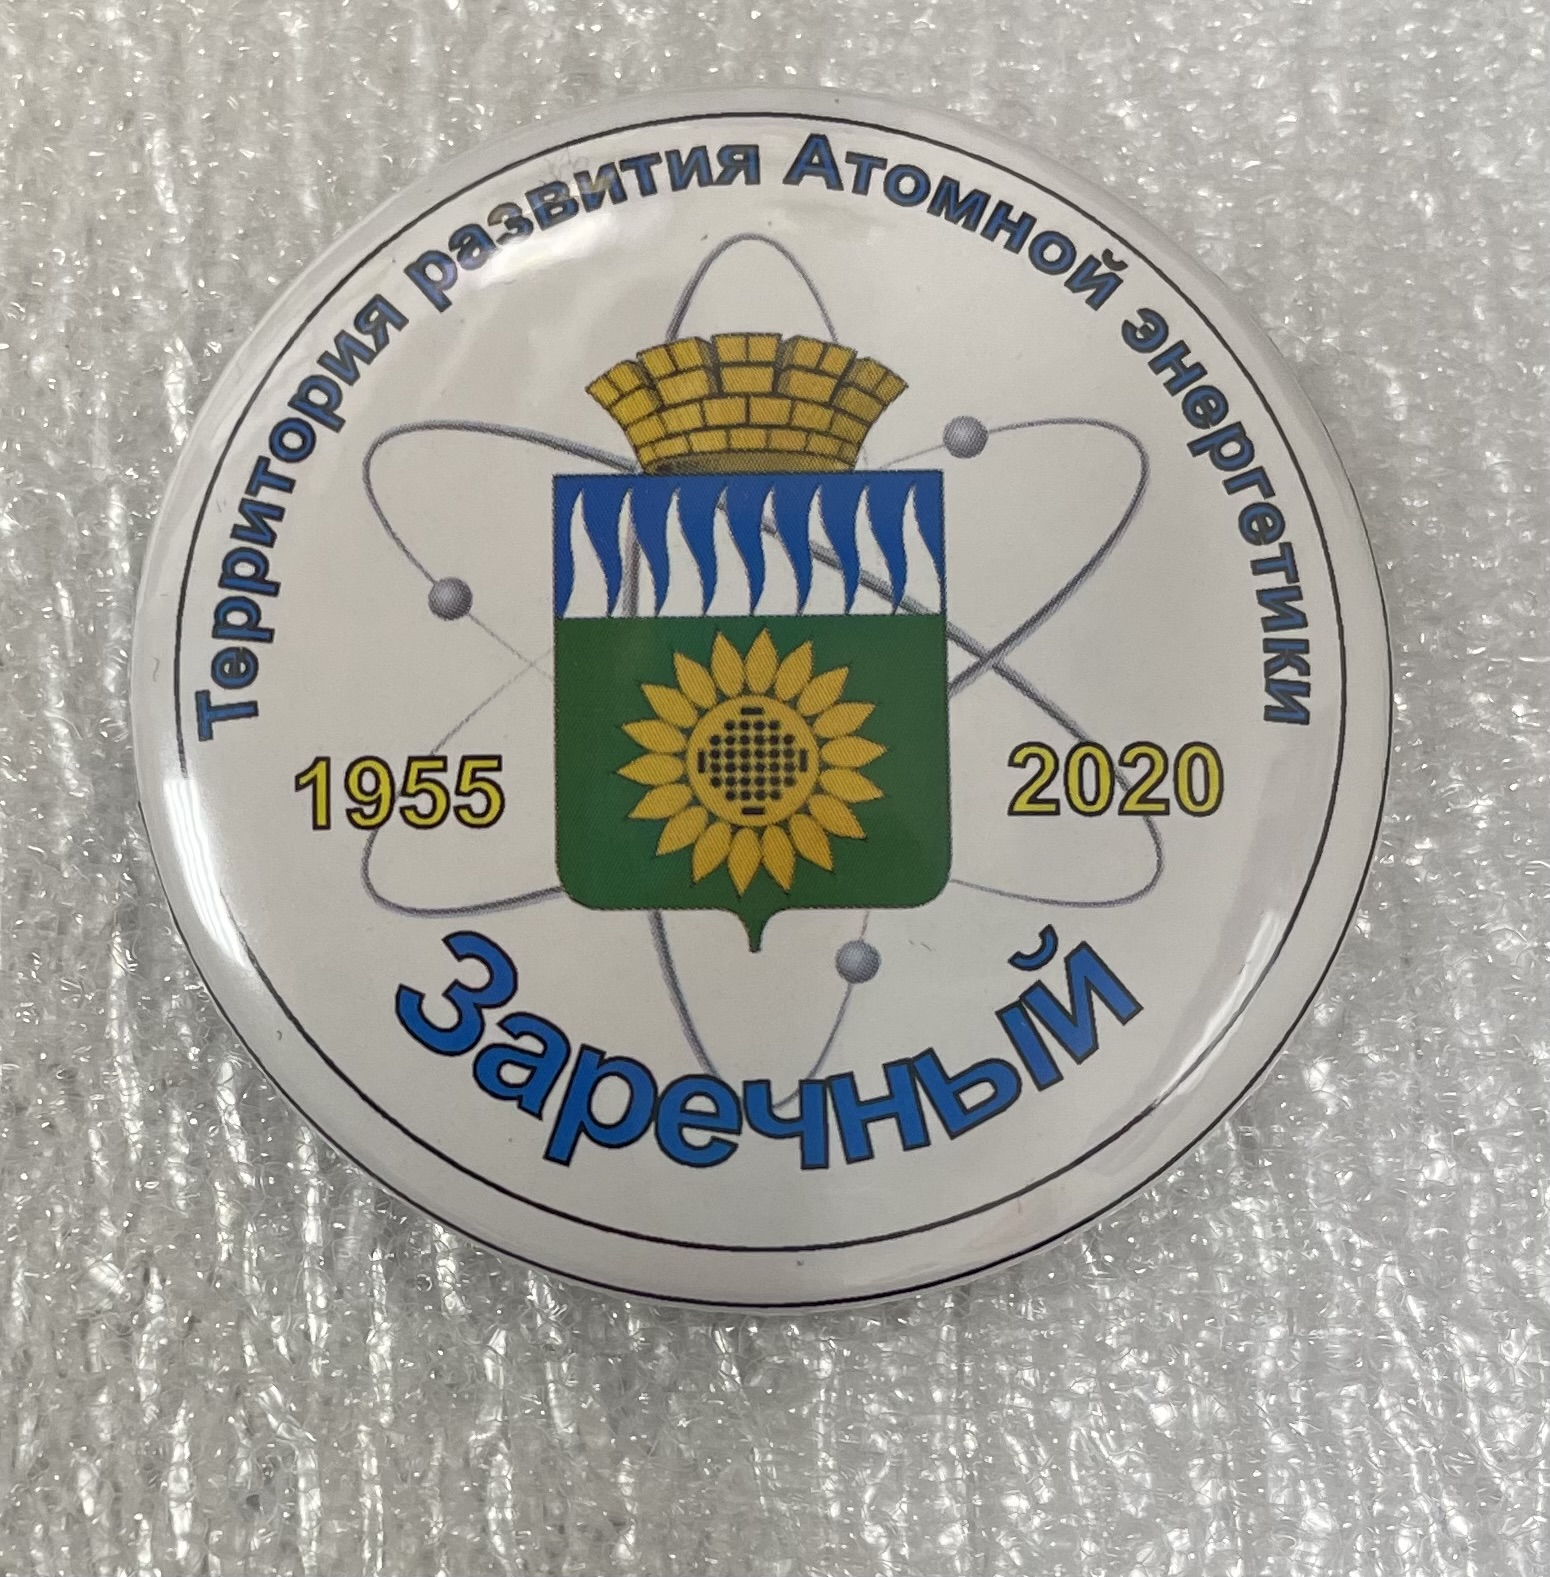 Территория развития Атомной энергетики
1955 2020
Заречный